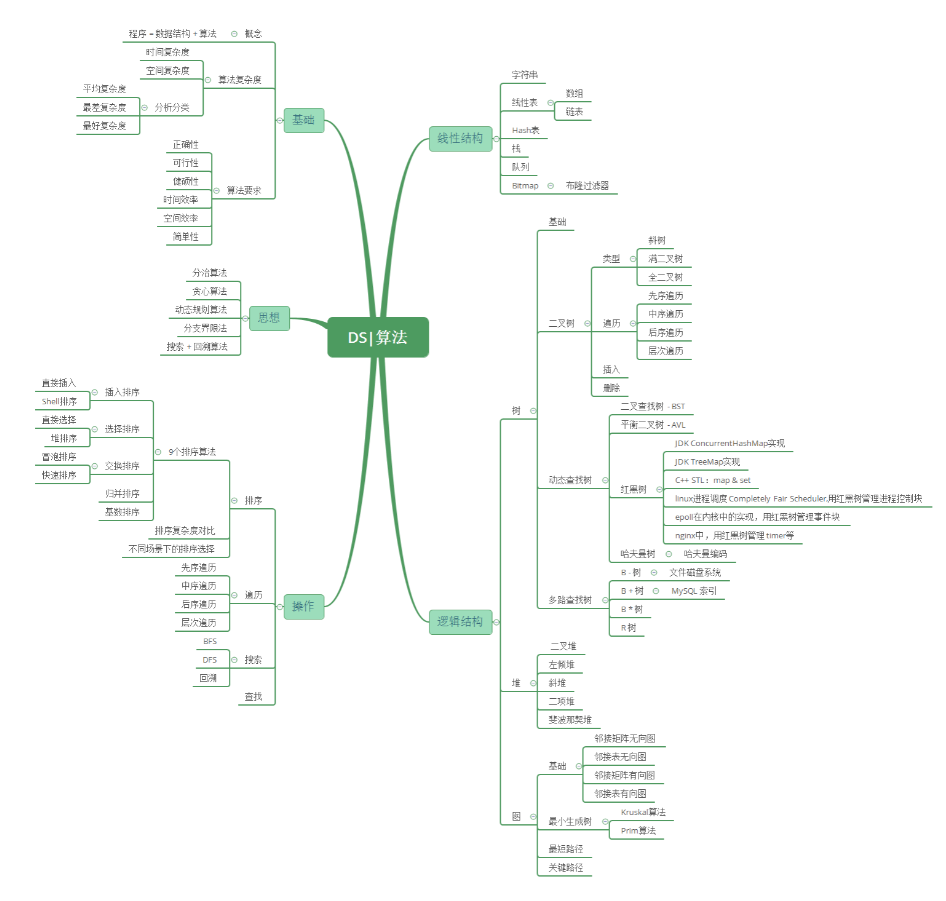 DS|算法
基础
概念
程序 = 数据结构 + 算法
算法复杂度
时间复杂度
空间复杂度
分析分类
平均复杂度
最差复杂度
最好复杂度
算法要求
正确性
可行性
健硕性
时间效率
空间效率
简单性
思想
分治算法
贪心算法
动态规划算法
分支界限法
搜索 + 回溯算法
操作
排序
9个排序算法
插入排序
直接插入
Shell排序
选择排序
直接选择
堆排序
交换排序
冒泡排序
快速排序
归并排序
基数排序
排序复杂度对比
不同场景下的排序选择
遍历
先序遍历
中序遍历
后序遍历
层次遍历
搜索
BFS
DFS
回溯
查找
线性结构
字符串
线性表
数组
链表
Hash表
栈
队列
Bitmap
布隆过滤器
逻辑结构
树
基础
二叉树
类型
斜树
满二叉树
全二叉树
遍历
先序遍历
中序遍历
后序遍历
层次遍历
插入
删除
动态查找树
二叉查找树 - BST
平衡二叉树 - AVL
红黑树
JDK ConcurrentHashMap实现
JDK TreeMap实现
C++ STL：map & set
linux进程调度 Completely Fair Scheduler,用红黑树管理进程控制块
epoll在内核中的实现，用红黑树管理事件块
nginx中，用红黑树管理 timer等
哈夫曼树
哈夫曼编码
多路查找树
B - 树
文件磁盘系统
B + 树
MySQL 索引
B * 树
R 树
堆
二叉堆
左倾堆
斜堆
二项堆
斐波那契堆
图
基础
邻接矩阵无向图
邻接表无向图
邻接矩阵有向图
邻接表有向图
最小生成树
Kruskal算法
Prim算法
最短路径
关键路径